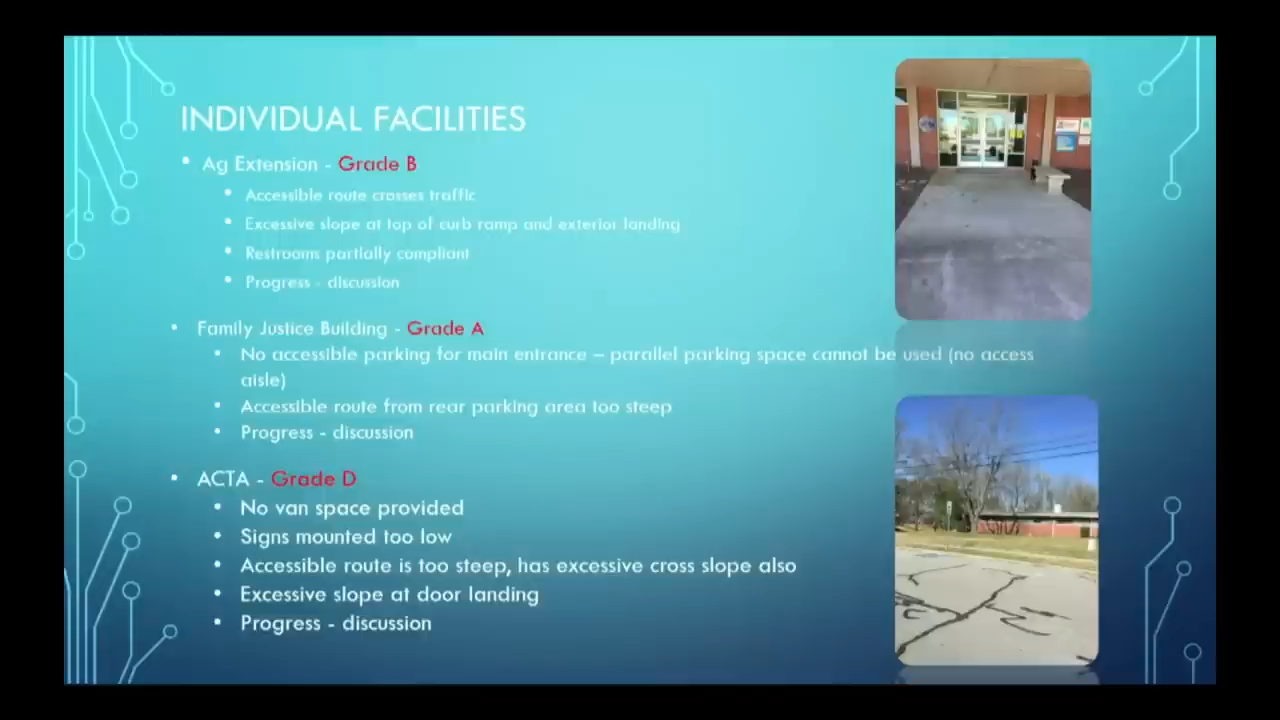 INDIVIDUAL FACILITIES
• Ag Extension - Grade B
• Accessible route crosses traffic
• Excessive slope at top of curb ramp and exterior landing
• Restrooms partially compliant
• Progress - discussion
• Family Justice Building - Grade A
• No accessible parking for main entrance – parallel parking space cannot be used (no access
aisle)
• Accessible route from rear parking area too steep
• Progress - discussion
• ACTA - Grade D
• No van space provided
• Signs mounted too low
• Accessible route is too steep, has excessive cross slope also
• Excessive slope at door landing
• Progress - discussion